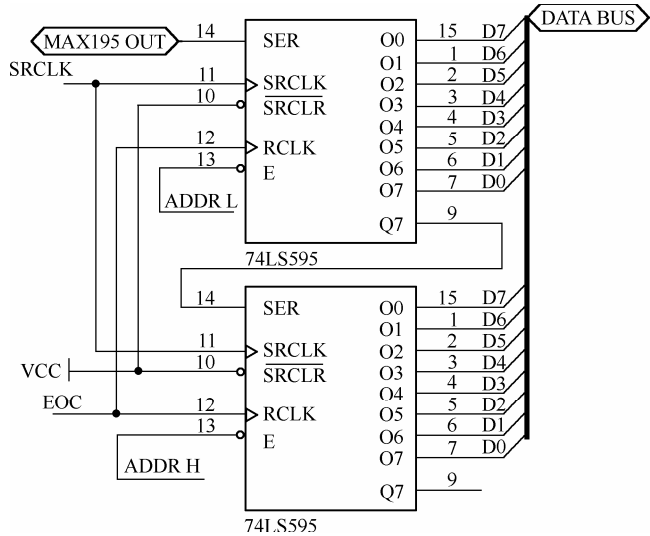 DATA BUS
MAX195 OUT
14
SER
O0
15
D7
O1
1
D6
SRCLK
11
SRCLK
O2
2
D5
10
SRCLR
O3
3
D4
O4
4
D3
12
RCLK
O5
5
D2
13
E
O6
6
D1
O7
7
D0
ADDR L
Q7
9
74LS595
14
SER
O0
15
D7
O1
1
D6
11
SRCLK
O2
2
D5
VCC
10
SRCLR
O3
3
D4
O4
4
D3
EOC
12
RCLK
O5
5
D2
13
E
O6
6
D1
O7
7
D0
ADDR H
Q7
9
74LS595